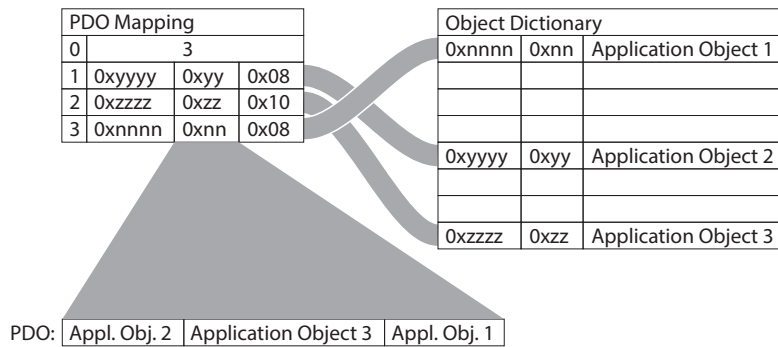 PDO Mapping
0 3
1 0xyyyy 0xyy 0x08
2 0xzzzz 0xzz 0x10
3 0xnnnn 0xnn 0x08
Object Dictionary
0xnnnn 0xnn Application Object 1
0xyyyy 0xyy Application Object 2
0xzzzz 0xzz Application Object 3
PDO: Appl. Obj. 2 Application Object 3 Appl. Obj. 1